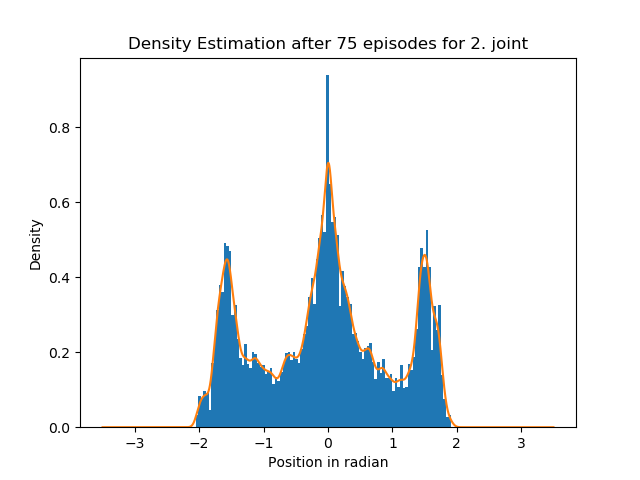 Density Estimation after 75 episodes for 2. joint
Density
0.8
0.6
0.4
0.2
0.0
−3 −2 −1 0 1 2 3
Position in radian